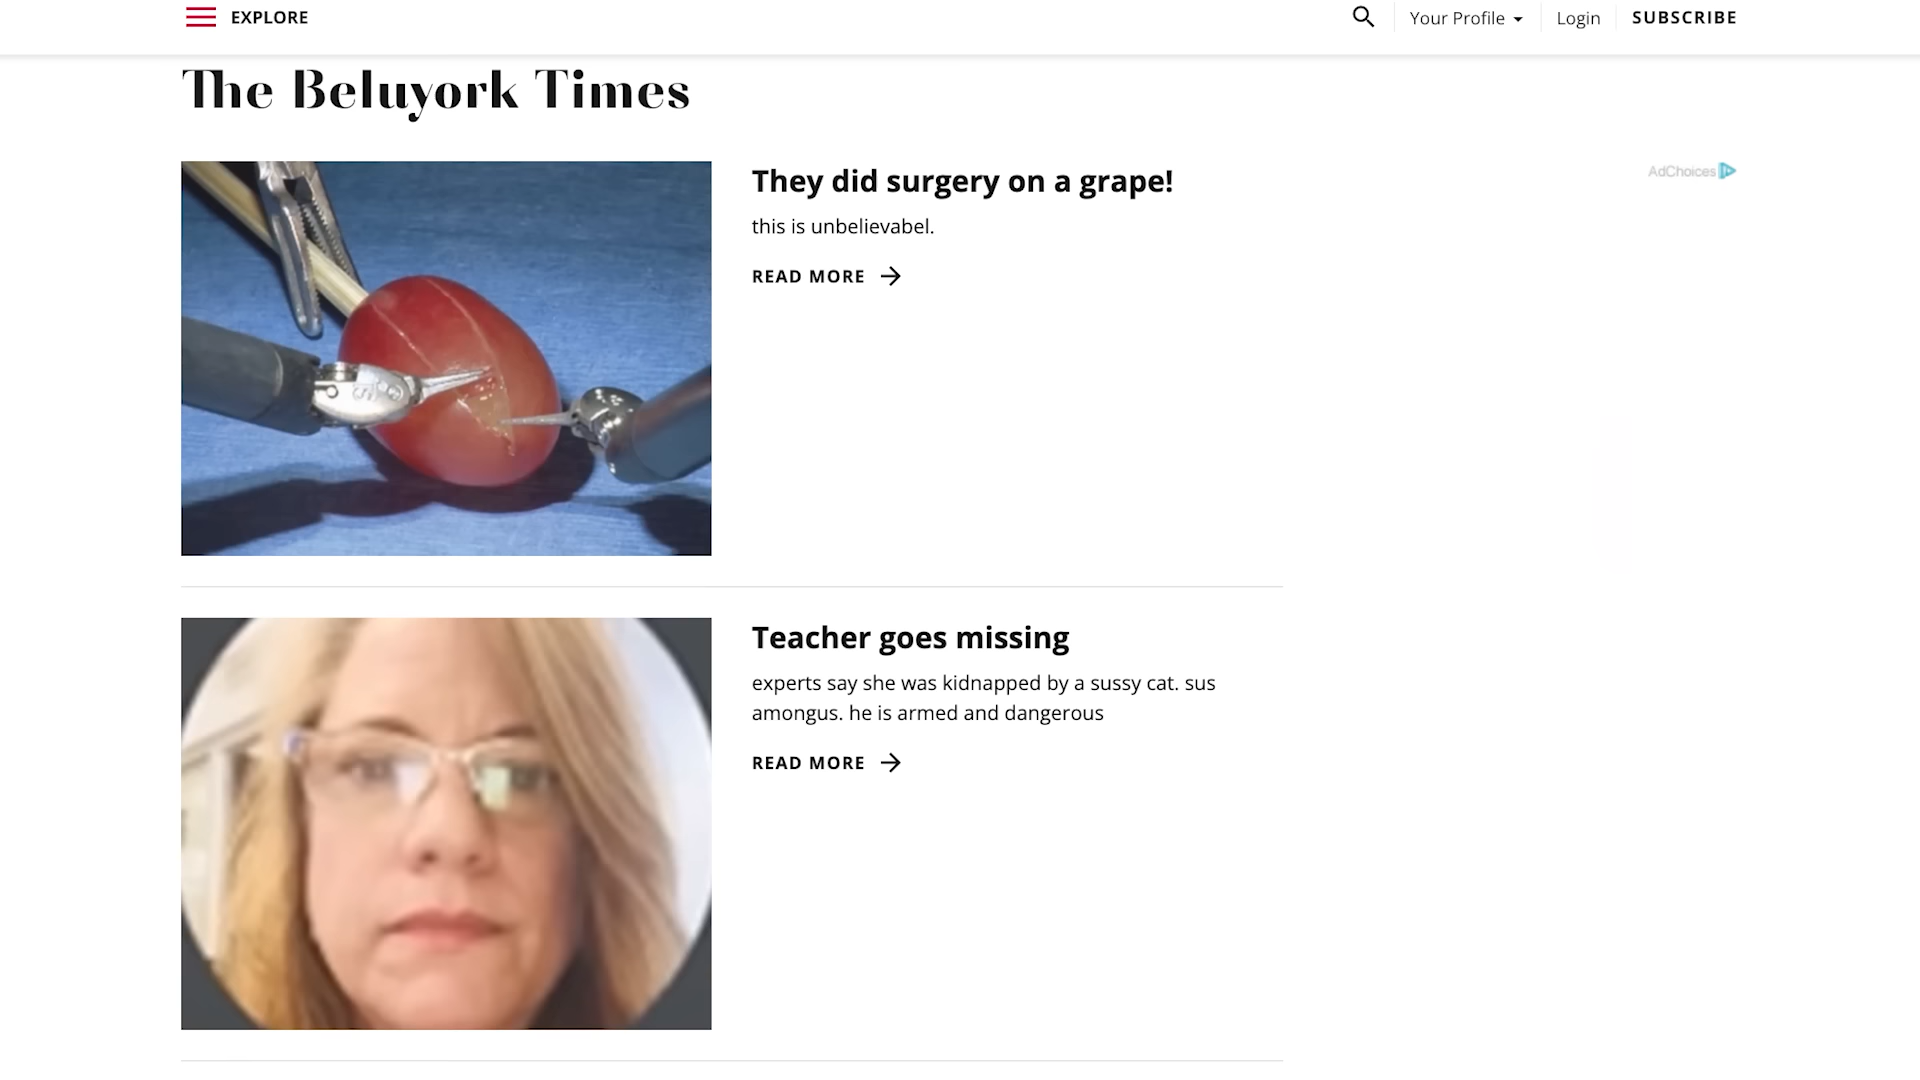 EXPLORE
Your Profile
Login
SUBSCRIBE
The Beluyork Times
They did surgery on a grape!
this is unbelievabel.
READ MORE
AdChoices
Teacher goes missing
experts say she was kidnapped by a sussy cat. sus
amongus. he is armed and dangerous
READ MORE